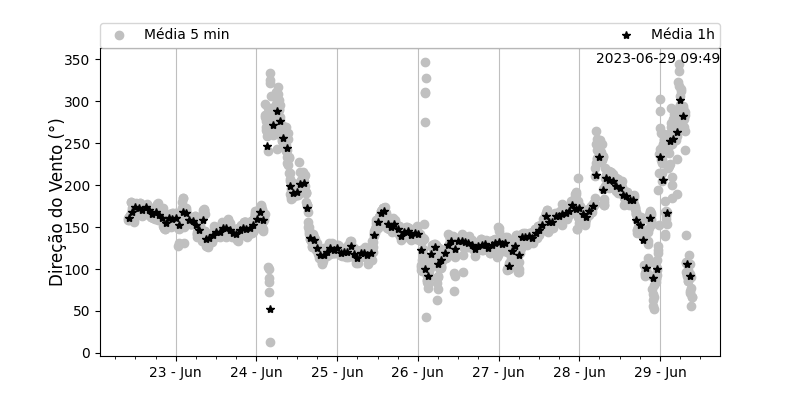 Média 5 min
Média 1h
2023-06-29 09:49
Direção do Vento (°)
350
300
250
200
150
100
50
0
23 - Jun
24 - Jun
25 - Jun
26 - Jun
27 - Jun
28 - Jun
29 - Jun